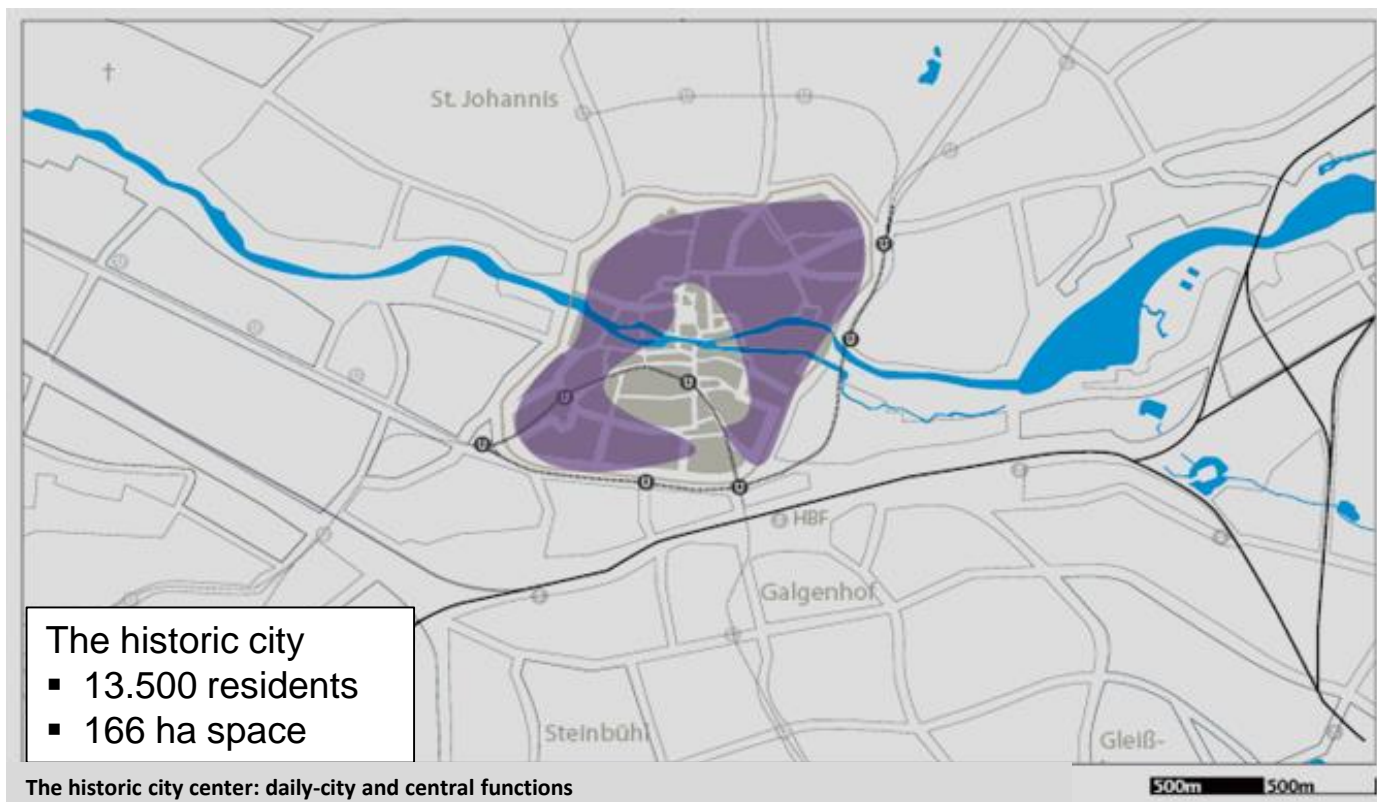 St. Johannis
U
U
U
U
U
U
U
HBF
Galgenhof
Steinbühl
Gleiß-
The historic city
▪ 13.500 residents
▪ 166 ha space
The historic city center: daily-city and central functions
500m 500m